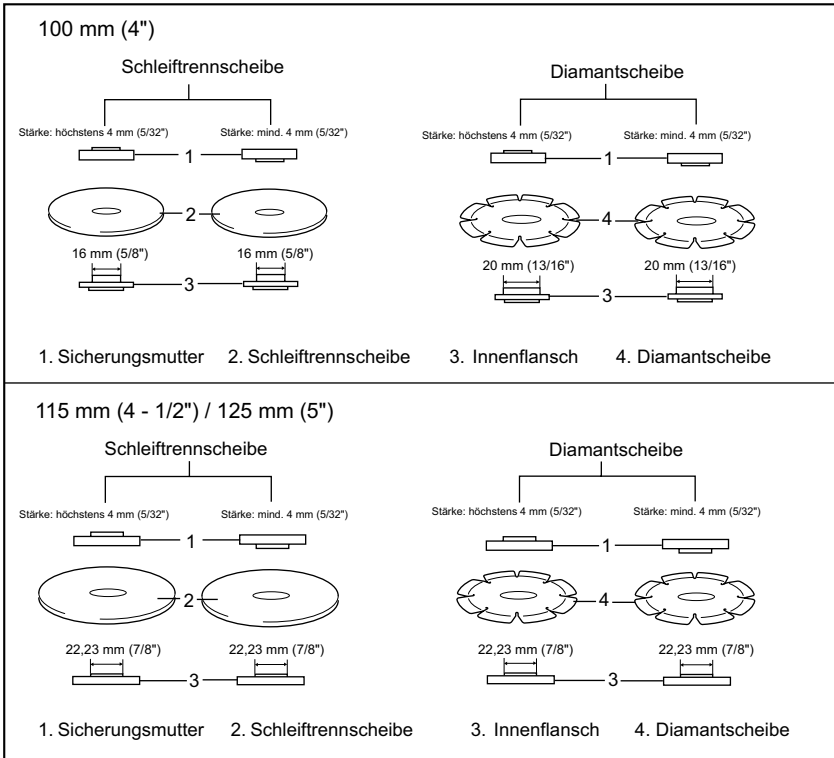 100 mm (4")
Schleiftrennscheibe
Diamantscheibe
Stärke: höchstens 4 mm (5/32") Stärke: mind. 4 mm (5/32")
Stärke: höchstens 4 mm (5/32") Stärke: mind. 4 mm (5/32")
1 1
2 4
16 mm (5/8") 16 mm (5/8") 20 mm (13/16") 20 mm (13/16")
3 3
1. Sicherungsmutter 2. Schleiftrennscheibe 3. Innenflansch 4. Diamantscheibe
115 mm (4 - 1/2") / 125 mm (5")
Schleiftrennscheibe
Diamantscheibe
Stärke: höchstens 4 mm (5/32") Stärke: mind. 4 mm (5/32")
Stärke: höchstens 4 mm (5/32") Stärke: mind. 4 mm (5/32")
1 1
2 4
22,23 mm (7/8") 22,23 mm (7/8") 22,23 mm (7/8") 22,23 mm (7/8")
3 3
1. Sicherungsmutter 2. Schleiftrennscheibe 3. Innenflansch 4. Diamantscheibe